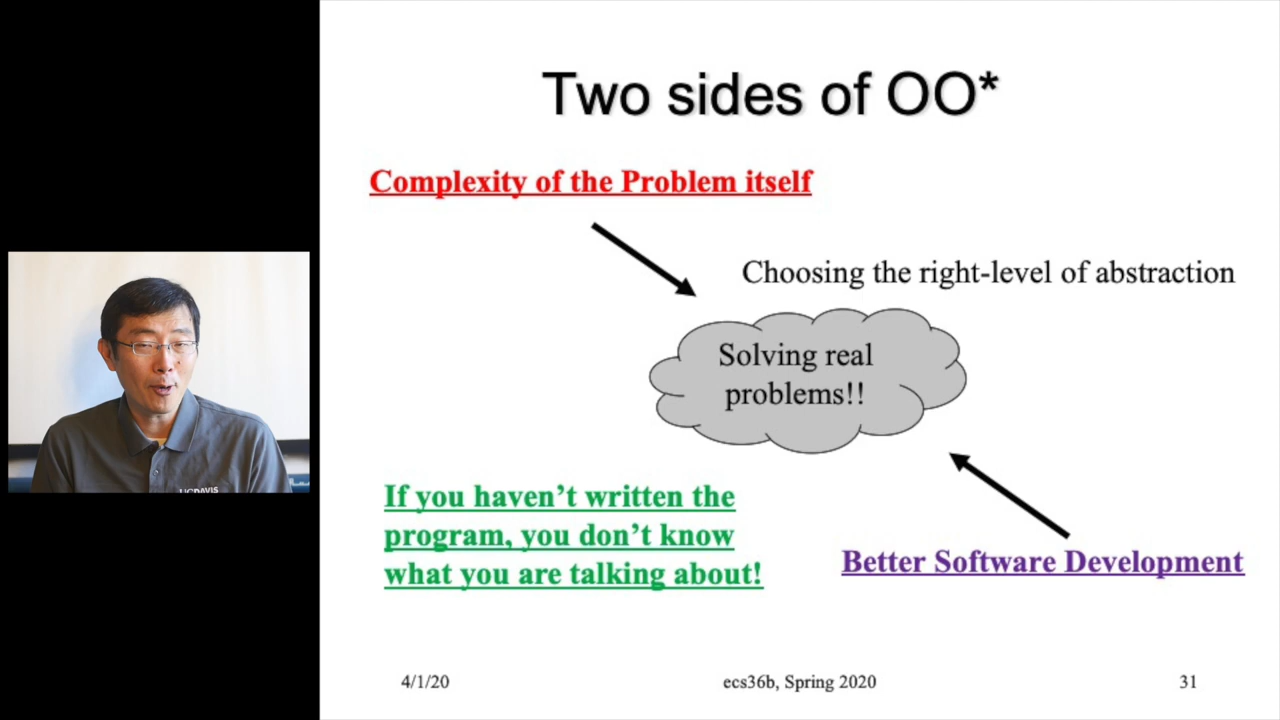 Two sides of OO*
Complexity of the Problem itself
Choosing the right-level of abstraction
Solving real
problems!!
If you haven’t written the
program, you don’t know
what you are talking about!
Better Software Development
UCDAVIS
4/1/20
ecs36b, Spring 2020
31